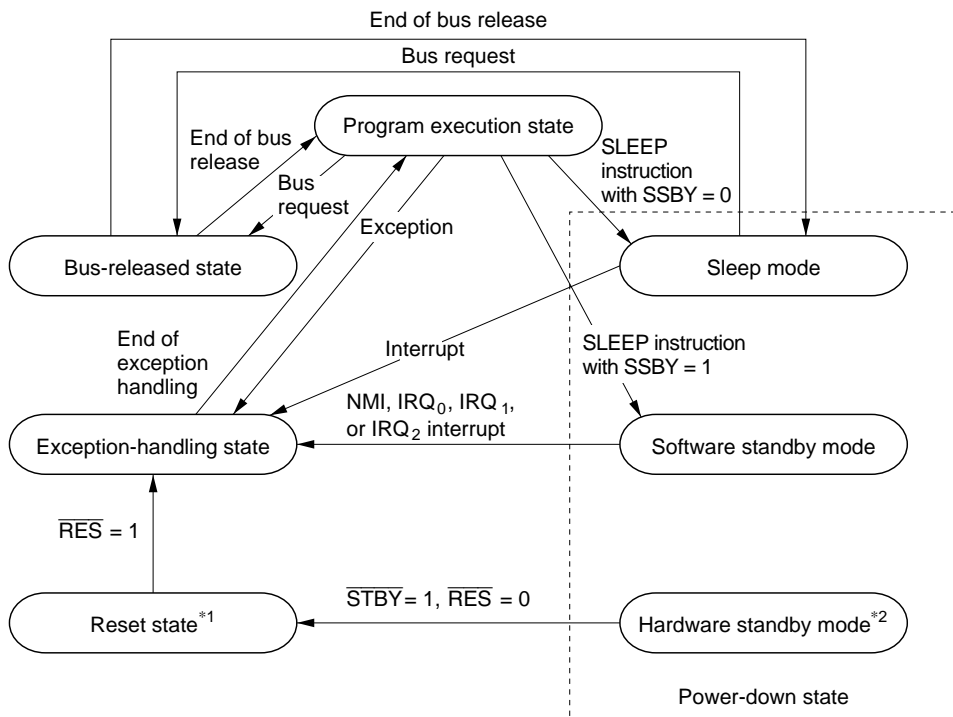 End of bus release
Bus request
Program execution state
End of bus
release
Bus
request
Exception
SLEEP
instruction
with SSBY = 0
Bus-released state
Sleep mode
End of
exception
handling
Interrupt
SLEEP instruction
with SSBY = 1
NMI, IRQ0, IRQ1,
or IRQ2 interrupt
Exception-handling state
Software standby mode
R̅E̅S̅ = 1
S̅T̅B̅Y̅ = 1, R̅E̅S̅ = 0
Reset state*1
Hardware standby mode*2
Power-down state